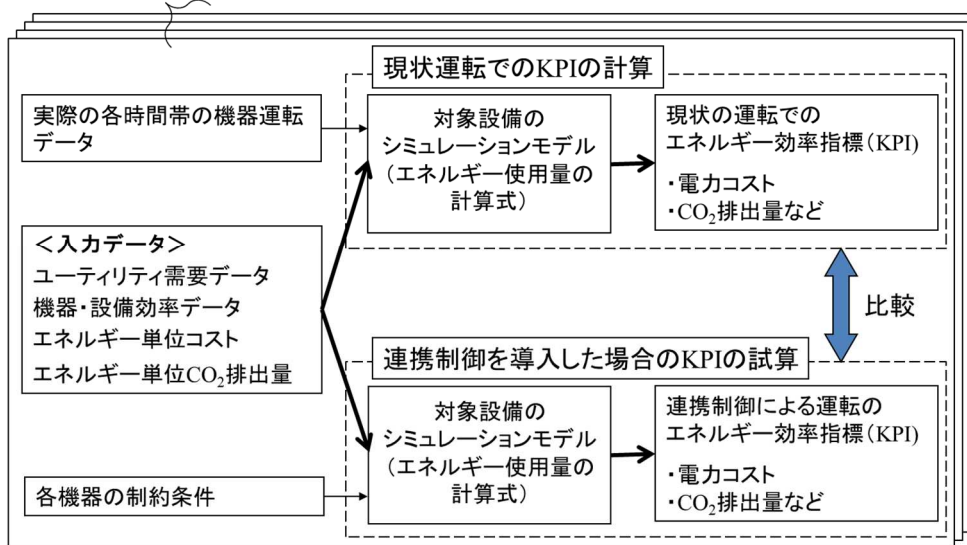 現状運転でのKPIの計算
実際の各時間帯の機器運転
データ
対象設備の
シミュレーションモデル
(エネルギー使用量の
計算式)
現状の運転での
エネルギー効率指標(KPI)
・電力コスト
・CO₂排出量など
<入力データ>
ユーティリティ需要データ
機器・設備効率データ
エネルギー単位コスト
エネルギー単位CO₂排出量
比較
連携制御を導入した場合のKPIの試算
対象設備の
シミュレーションモデル
(エネルギー使用量の
計算式)
連携制御による運転の
エネルギー効率指標(KPI)
・電力コスト
・CO₂排出量など
各機器の制約条件